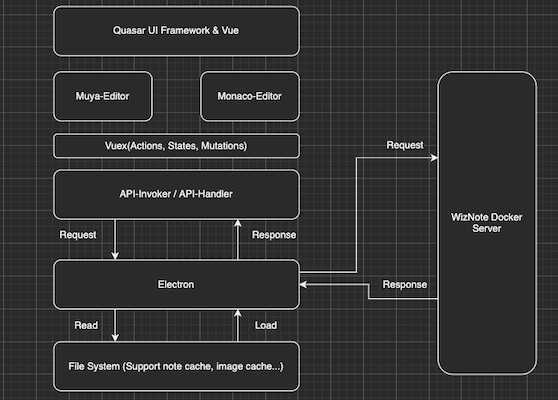 Quasar UI Framework & Vue
Muya-Editor
Monaco-Editor
Vuex(Actions, States, Mutations)
API-Invoker / API-Handler
Request
Response
Electron
Read
Load
File System (Support note cache, image cache...)
Request
WizNote Docker
Server
Response